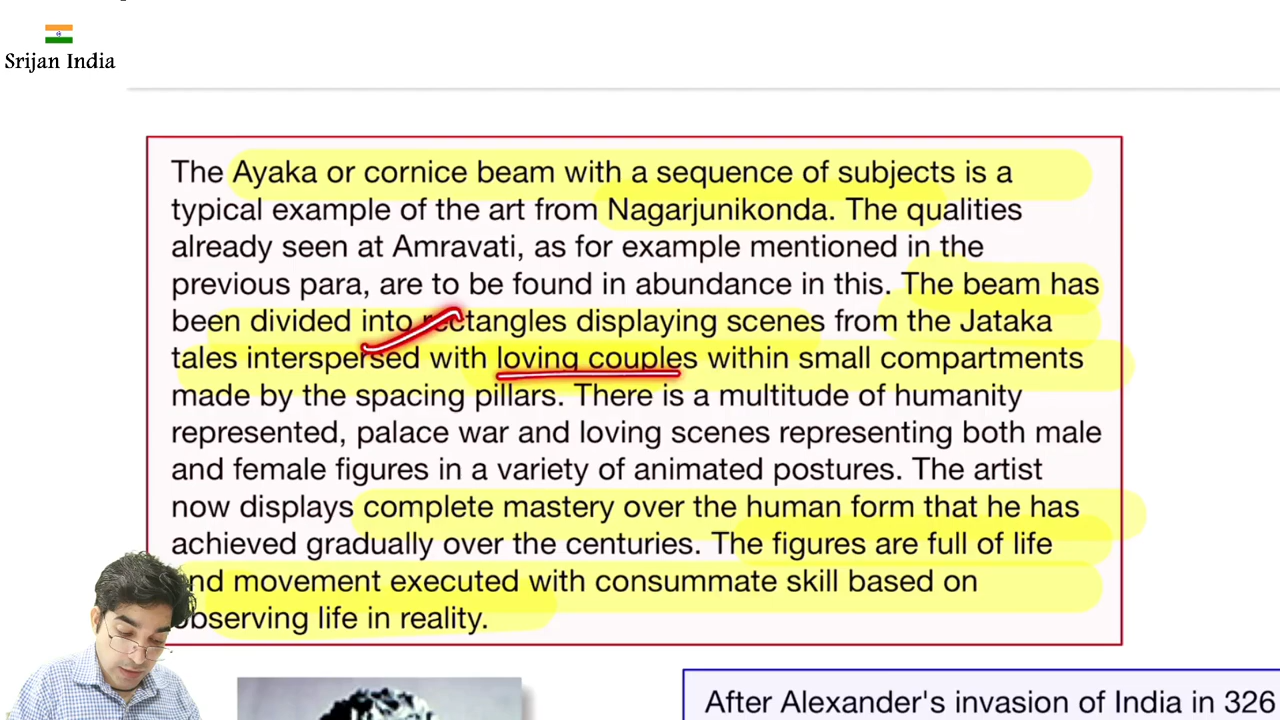 Srijan India
The Ayaka or cornice beam with a sequence of subjects is a
typical example of the art from Nagarjunikonda. The qualities
already seen at Amravati, as for example mentioned in the
previous para, are to be found in abundance in this. The beam has
been divided into rectangles displaying scenes from the Jataka
tales interspersed with loving couples within small compartments
made by the spacing pillars. There is a multitude of humanity
represented, palace war and loving scenes representing both male
and female figures in a variety of animated postures. The artist
now displays complete mastery over the human form that he has
achieved gradually over the centuries. The figures are full of life
and movement executed with consummate skill based on
observing life in reality.
After Alexander's invasion of India in 326